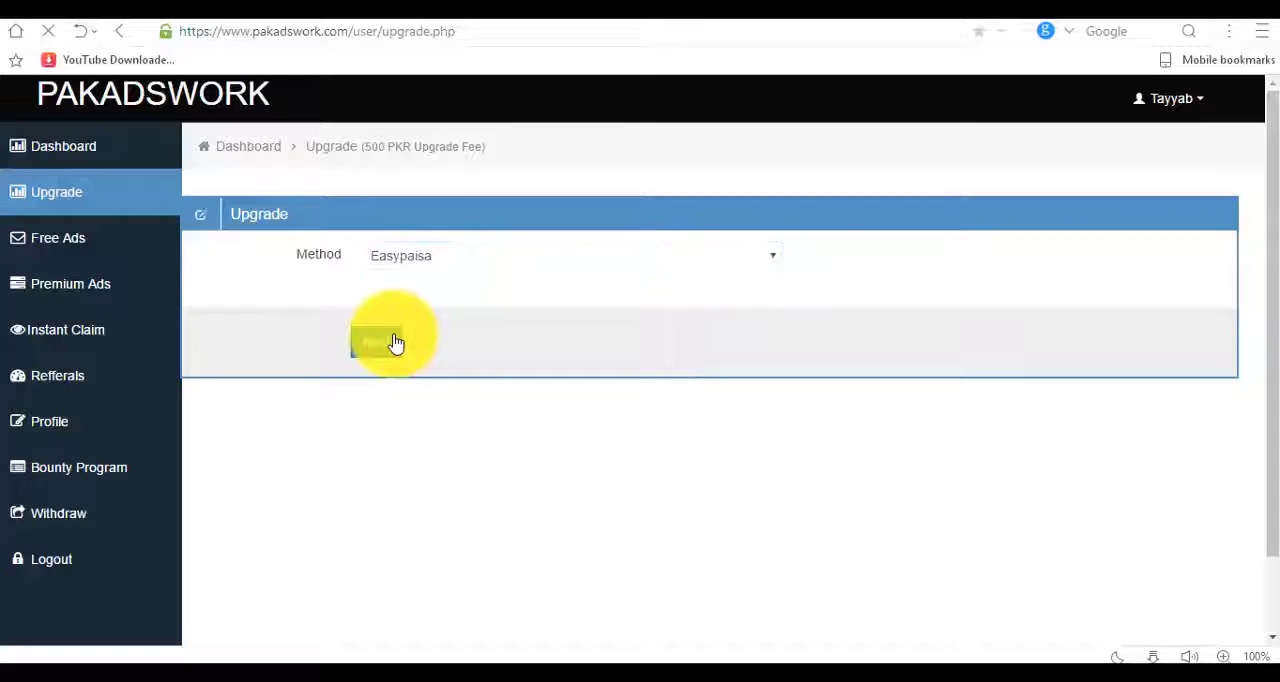 https://www.pakadswork.com/user/upgrade.php
Google
YouTube Downloade...
Mobile bookmarks
PAKADSWORK
Tayyab
Dashboard
Dashboard > Upgrade (500 PKR Upgrade Fee)
Upgrade
Upgrade
Free Ads
Method
Easypaisa
Premium Ads
Instant Claim
Refferals
Profile
Bounty Program
Withdraw
Logout
100%